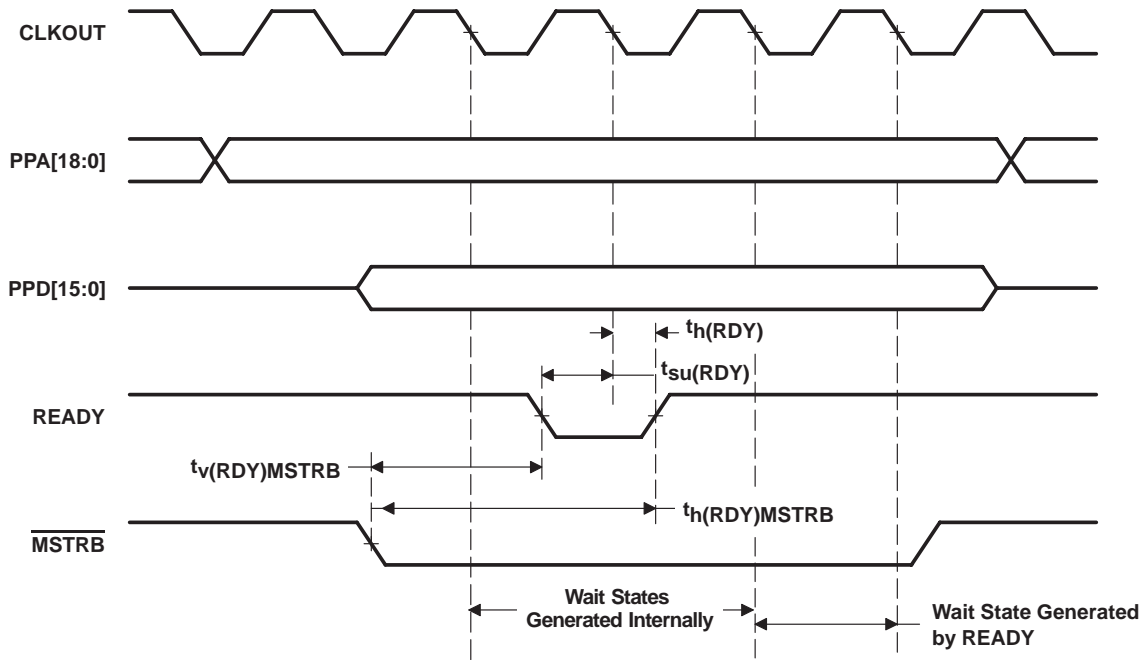 CLKOUT
PPA[18:0]
PPD[15:0]
th(RDY)
tsu(RDY)
READY
tv(RDY)MSTRB
th(RDY)MSTRB
MSTRB
Wait States
Generated Internally
Wait State Generated
by READY